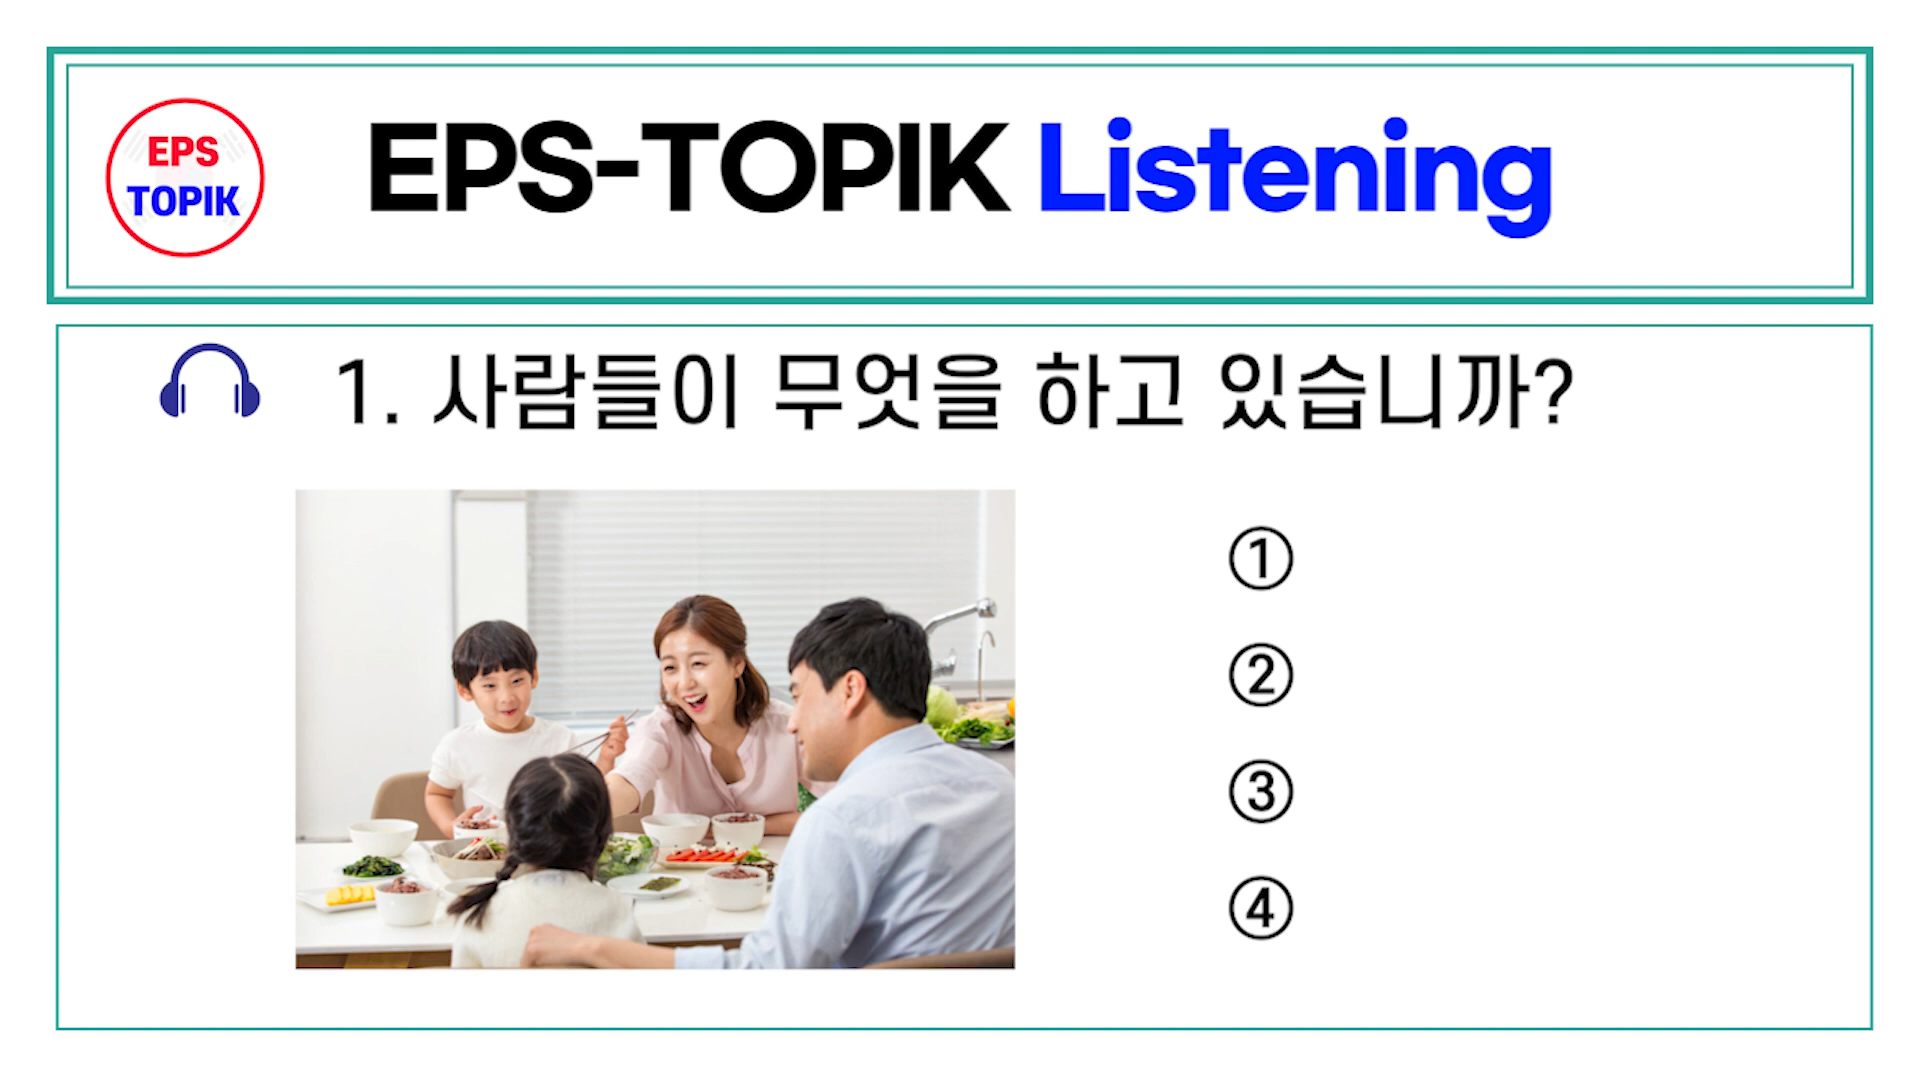 EPS
TOPIK
EPS-TOPIK Listening
1. 사람들이 무엇을 하고 있습니까?
①
②
③
④